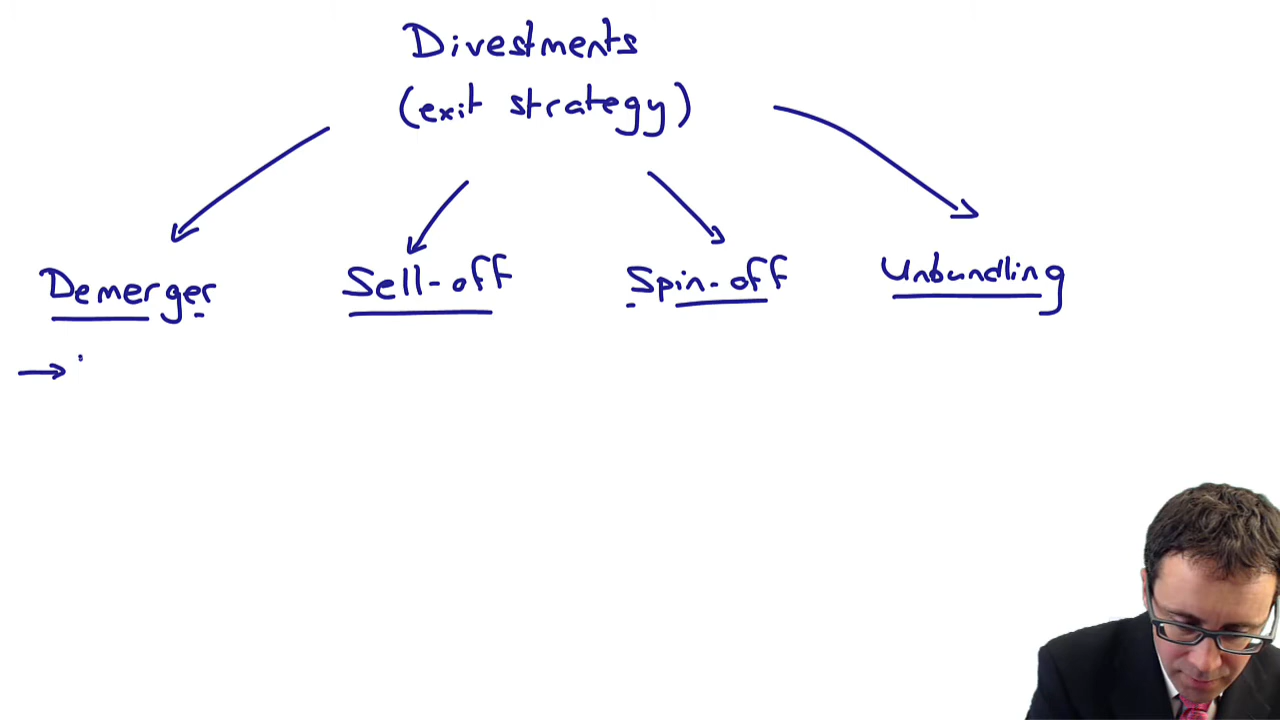 Divestments
(exit strategy)
Demerger
Sell-off
Spin-off
Unbundling